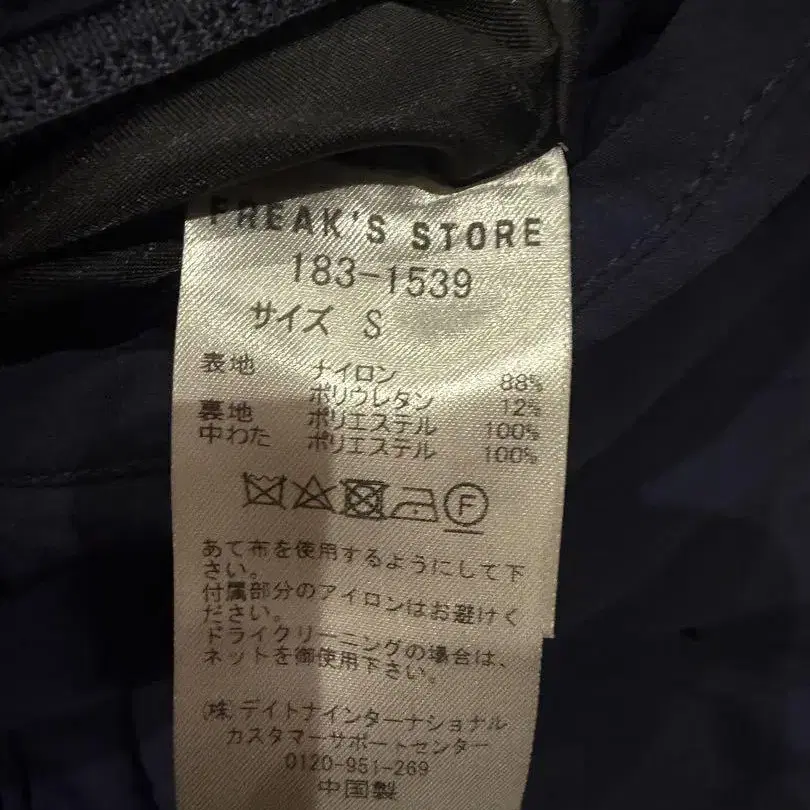 FREAK'S STORE
183-1539
サイズ S
表地 ナイロン 88%
ポリウレタン 12%
裏地 ポリエステル 100%
中わた ポリエステル 100%
F
あて布を使用するようにして下
さい。
付属部分のアイロンはお避けく
ださい。
ドライクリーニングの場合は、
ネットを御使用下さい。
(株)デイトナインターナショナル
カスタマーサポートセンター
0120-951-269
中国製